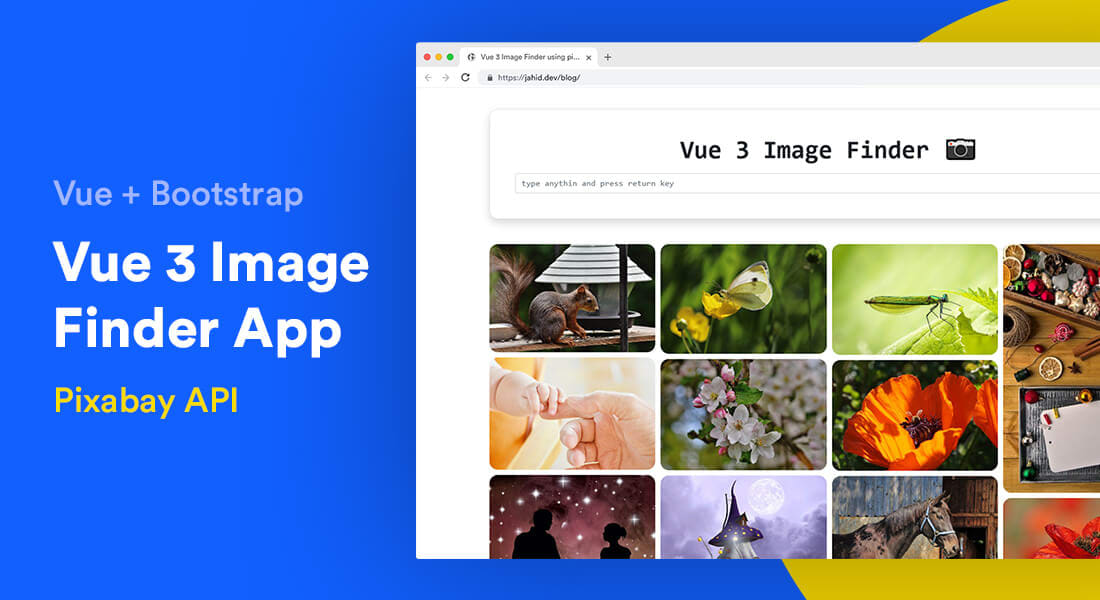 Vue + Bootstrap
Vue 3 Image
Finder App
Pixabay API
Vue 3 Image Finder using pi...
https://jahid.dev/blog/
Vue 3 Image Finder
type anythin and press return key